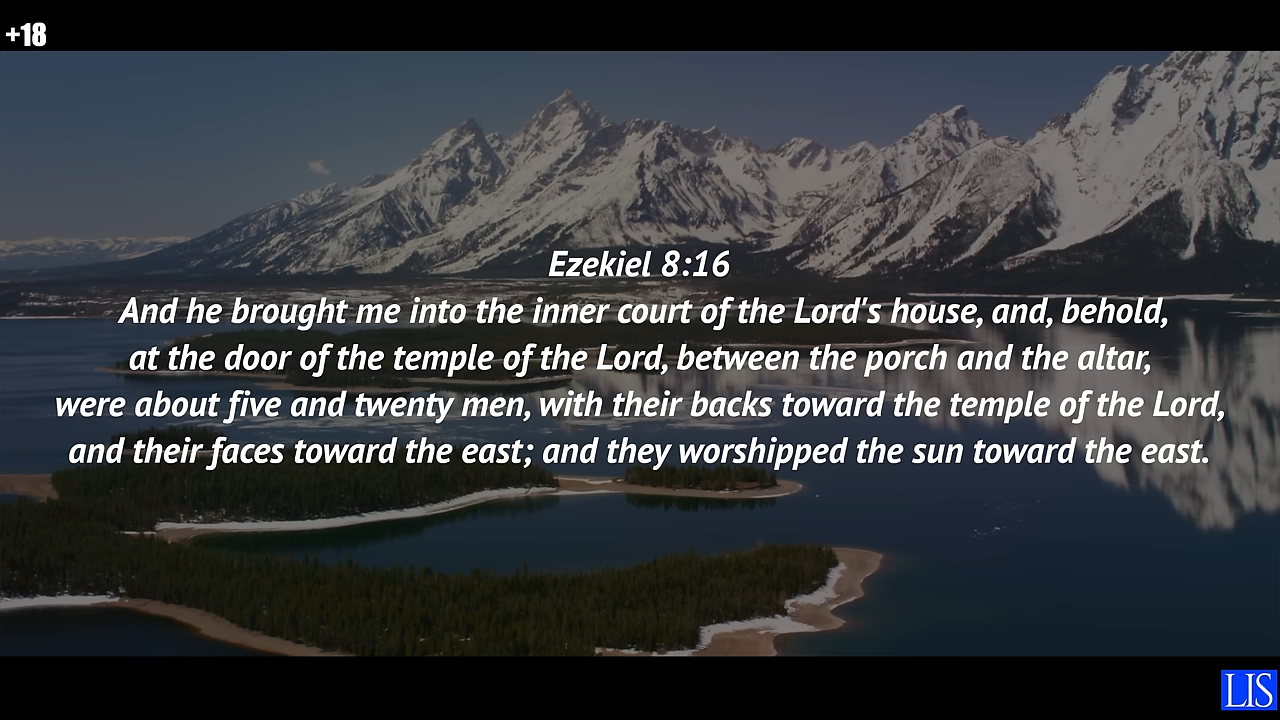 +18
Ezekiel 8:16
And he brought me into the inner court of the Lord's house, and, behold,
at the door of the temple of the Lord, between the porch and the altar,
were about five and twenty men, with their backs toward the temple of the Lord,
and their faces toward the east; and they worshipped the sun toward the east.
LIS